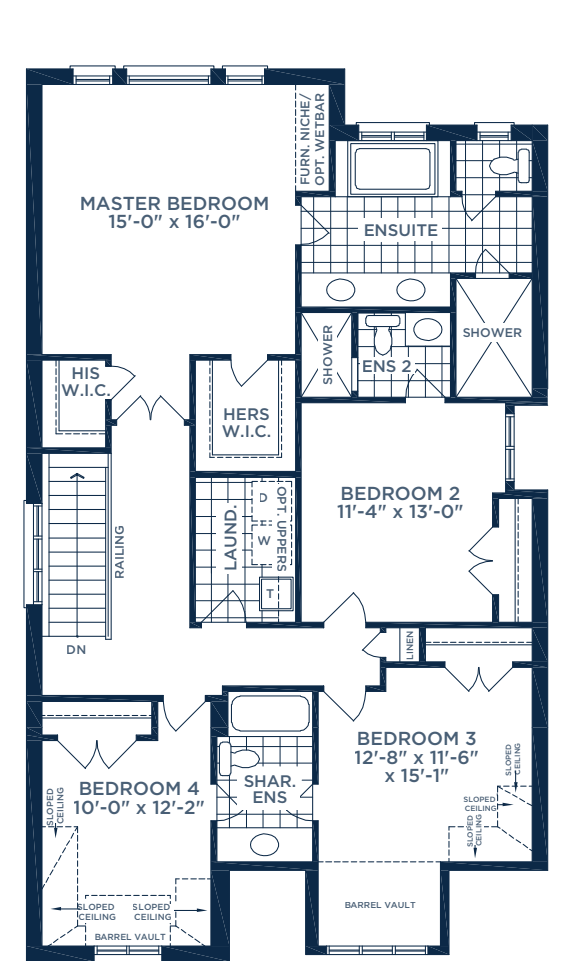 FURN. NICHE/
OPT. WETBAR
MASTER BEDROOM
15'-0" x 16'-0"
ENSUITE
SHOWER
SHOWER
ENS 2
HIS
W.I.C.
HERS
W.I.C.
BEDROOM 2
11'-4" x 13'-0"
LAUND.
D
W
OPT. UPPERS
T
RAILING
DN
LINEN
BEDROOM 3
12'-8" x 11'-6"
x 15'-1"
SLOPED
CEILING
SLOPED
CEILING
SLOPED
CEILING
BEDROOM 4
10'-0" x 12'-2"
SHAR.
ENS
SLOPED
CEILING
SLOPED
CEILING
SLOPED
CEILING
BARREL VAULT
BARREL VAULT